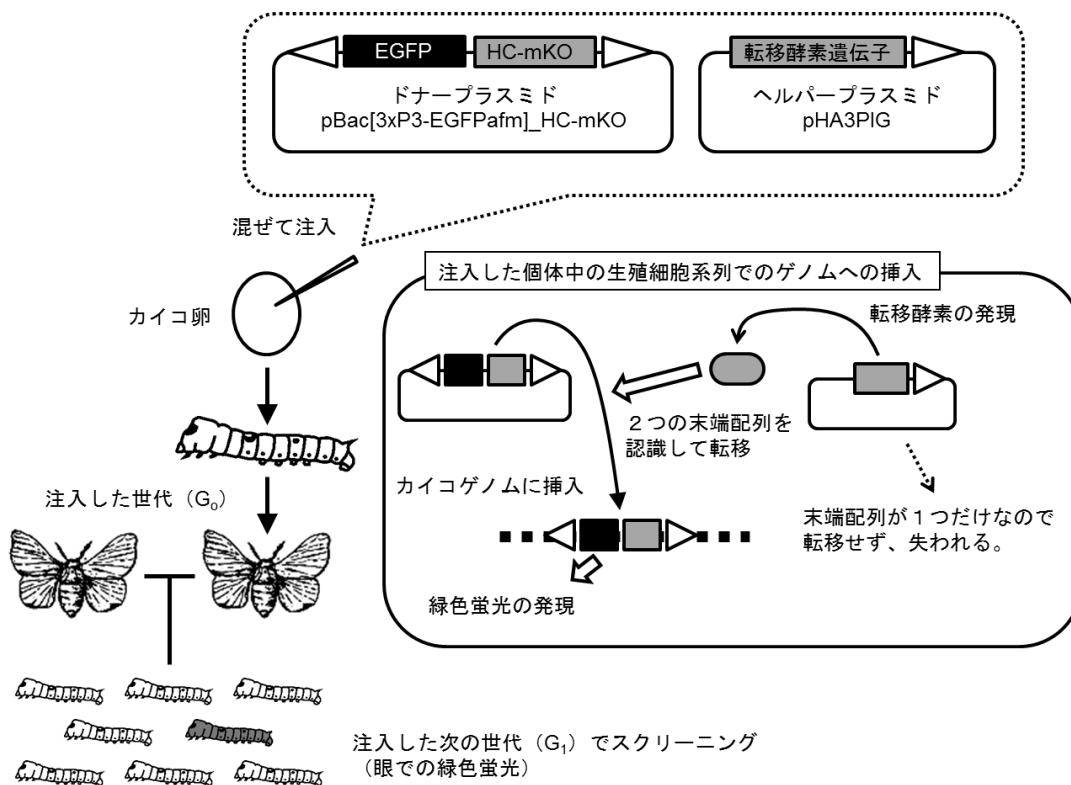 EGFP
HC-mKO
ドナープラスミド
pBac[3xP3-EGFPafm]_HC-mKO
転移酵素遺伝子
ヘルパープラスミド
pHA3PIG
混ぜて注入
カイコ卵
注入した個体中の生殖細胞系列でのゲノムへの挿入
転移酵素の発現
2つの末端配列を
認識して転移
カイコゲノムに挿入
末端配列が1つだけなので
転移せず、失われる。
緑色蛍光の発現
注入した世代(G₀)
注入した次の世代(G₁)でスクリーニング
(眼での緑色蛍光)